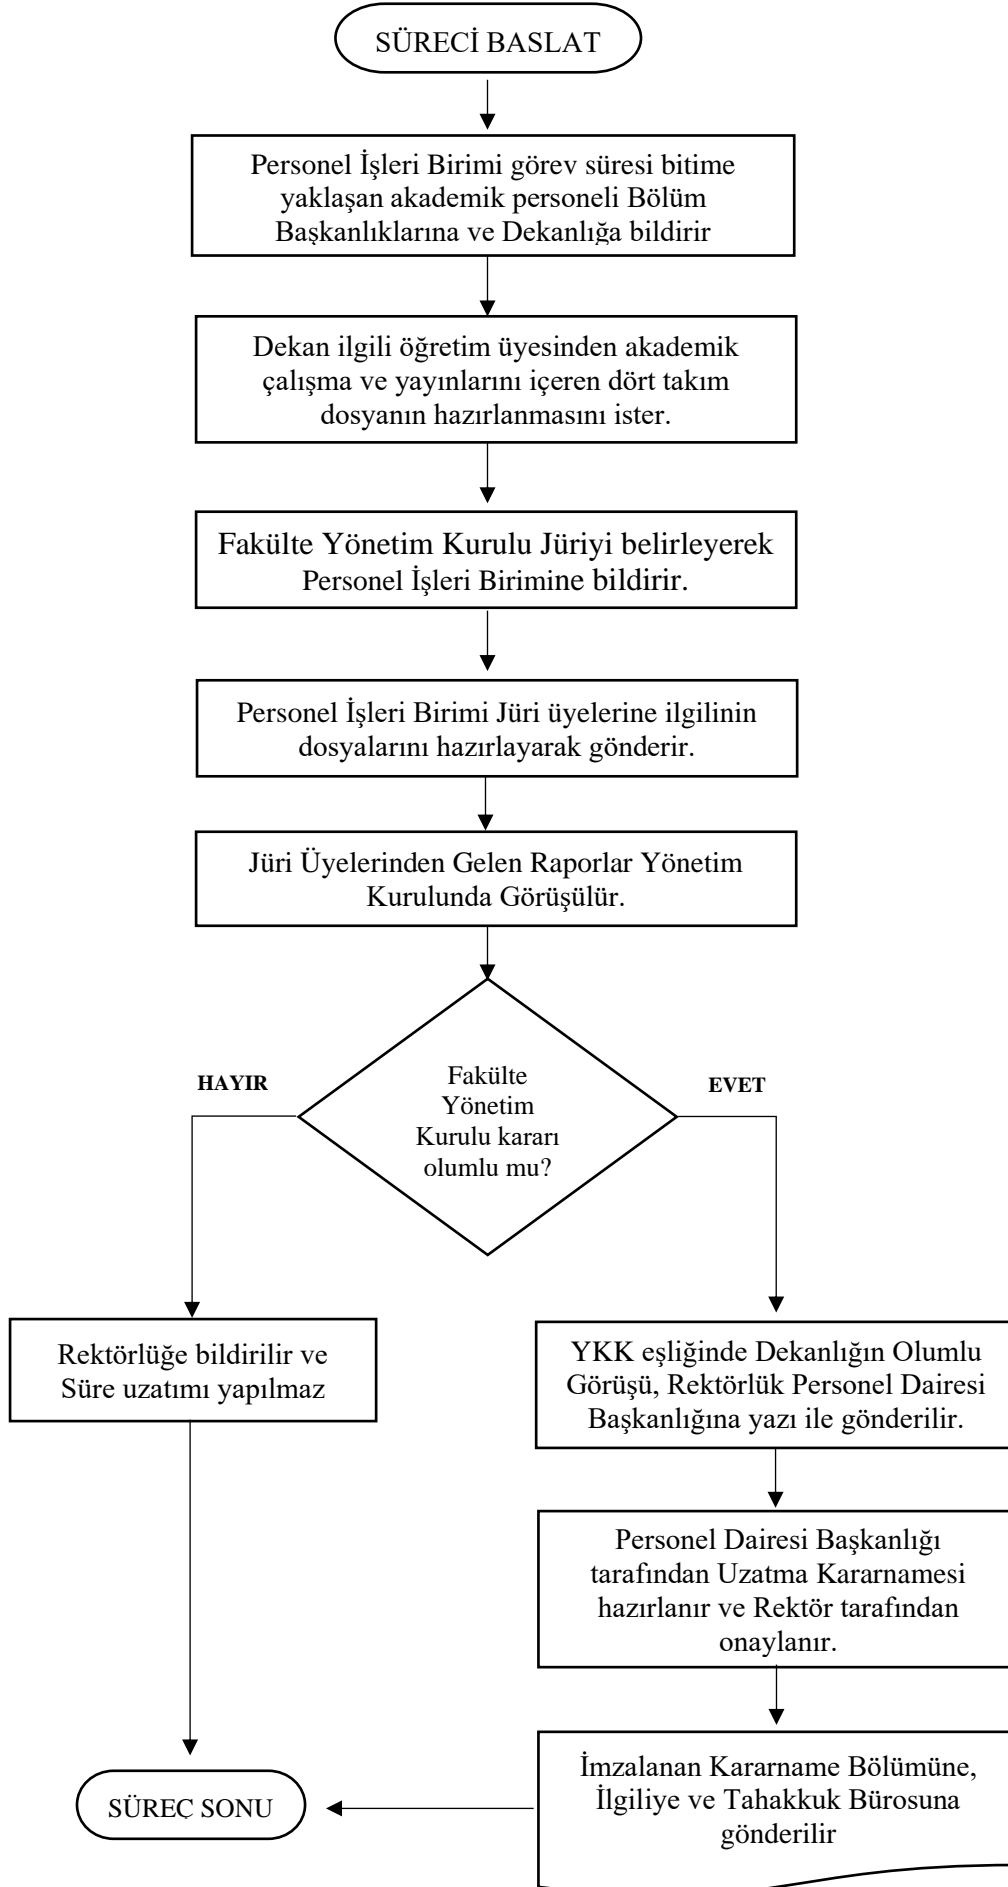 SÜRECİ BASLAT
Personel İşleri Birimi görev süresi bitime
yaklaşan akademik personeli Bölüm
Başkanlıklarına ve Dekanlığa bildirir
Dekan ilgili öğretim üyesinden akademik
çalışma ve yayınlarını içeren dört takım
dosyanın hazırlanmasını ister.
Fakülte Yönetim Kurulu Jüriyi belirleyerek
Personel İşleri Birimine bildirir.
Personel İşleri Birimi Jüri üyelerine ilgilinin
dosyalarını hazırlayarak gönderir.
Jüri Üyelerinden Gelen Raporlar Yönetim
Kurulunda Görüşülür.
Fakülte
Yönetim
Kurulu kararı
olumlu mu?
HAYIR
EVET
Rektörlüğe bildirilir ve
Süre uzatımı yapılmaz
YKK eşliğinde Dekanlığın Olumlu
Görüşü, Rektörlük Personel Dairesi
Başkanlığına yazı ile gönderilir.
Personel Dairesi Başkanlığı
tarafından Uzatma Kararnamesi
hazırlanır ve Rektör tarafından
onaylanır.
İmzalanan Kararname Bölümüne,
İlgiliye ve Tahakkuk Bürosuna
gönderilir
SÜREÇ SONU